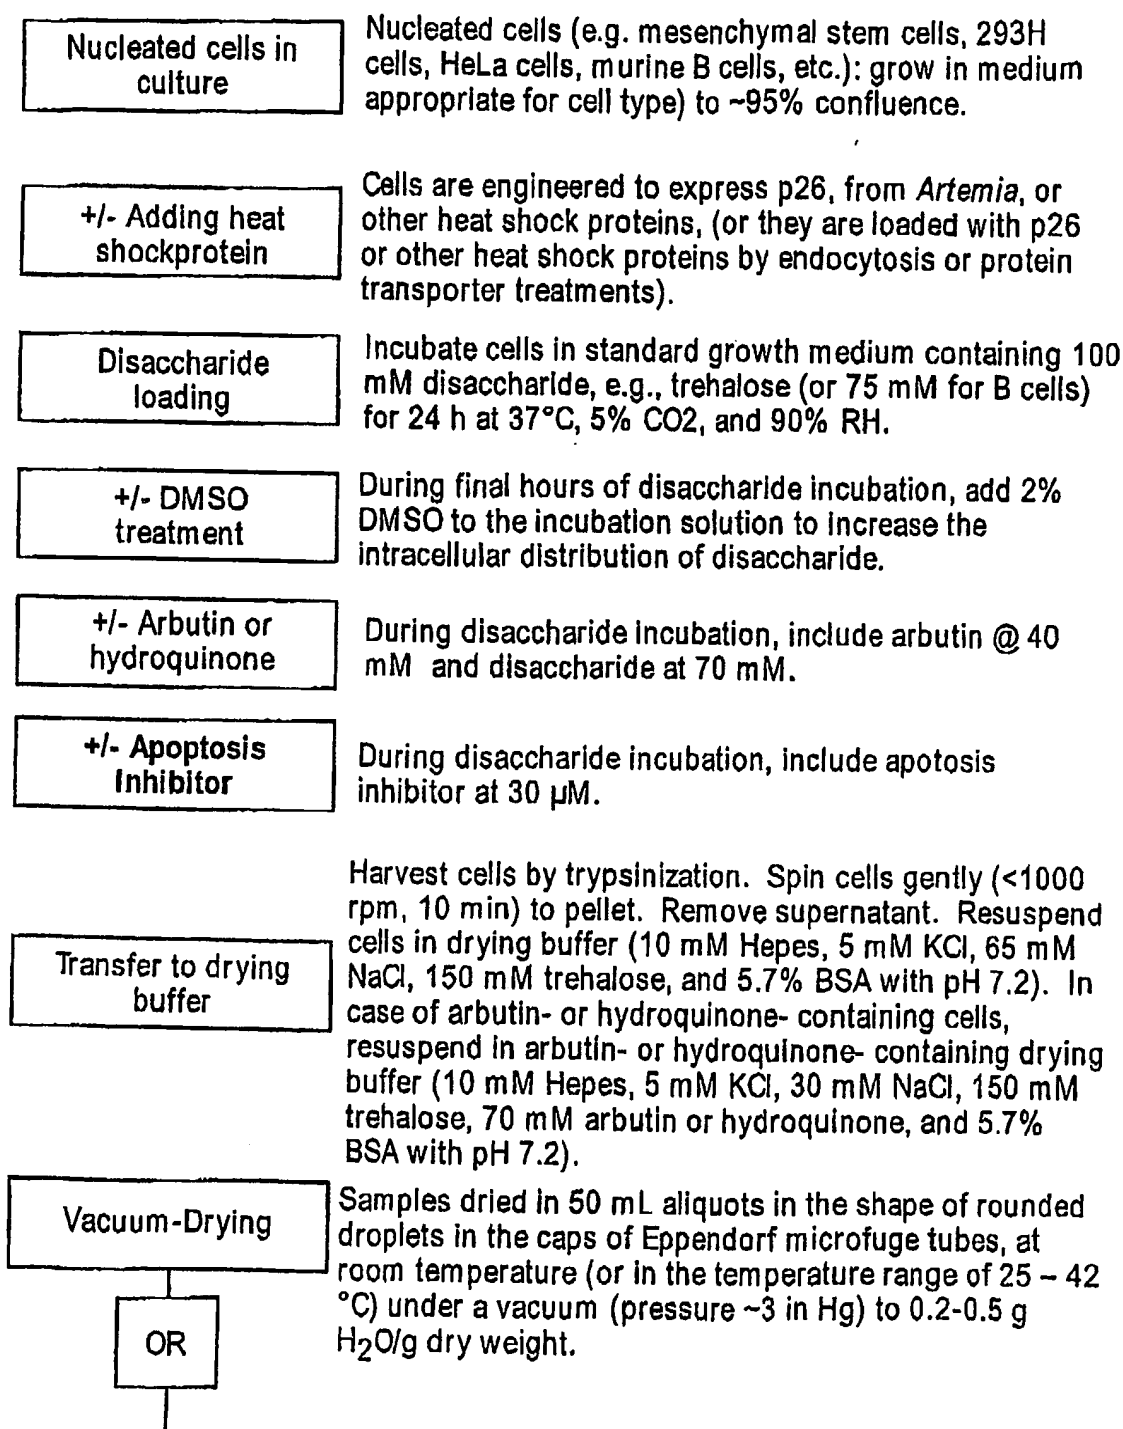 Nucleated cells in
culture
Nucleated cells (e.g. mesenchymal stem cells, 293H
cells, HeLa cells, murine B cells, etc.): grow in medium
appropriate for cell type) to ~95% confluence.
+/- Adding heat
shockprotein
Cells are engineered to express p26, from Artemia, or
other heat shock proteins, (or they are loaded with p26
or other heat shock proteins by endocytosis or protein
transporter treatments).
Disaccharide
loading
Incubate cells in standard growth medium containing 100
mM disaccharide, e.g., trehalose (or 75 mM for B cells)
for 24 h at 37°C, 5% CO2, and 90% RH.
+/- DMSO
treatment
During final hours of disaccharide incubation, add 2%
DMSO to the incubation solution to increase the
intracellular distribution of disaccharide.
+/- Arbutin or
hydroquinone
During disaccharide incubation, include arbutin @ 40
mM and disaccharide at 70 mM.
+/- Apoptosis
Inhibitor
During disaccharide incubation, include apotosis
inhibitor at 30 µM.
Transfer to drying
buffer
Harvest cells by trypsinization. Spin cells gently (<1000
rpm, 10 min) to pellet. Remove supernatant. Resuspend
cells in drying buffer (10 mM Hepes, 5 mM KCl, 65 mM
NaCl, 150 mM trehalose, and 5.7% BSA with pH 7.2). In
case of arbutin- or hydroquinone- containing cells,
resuspend in arbutin- or hydroquinone- containing drying
buffer (10 mM Hepes, 5 mM KCl, 30 mM NaCl, 150 mM
trehalose, 70 mM arbutin or hydroquinone, and 5.7%
BSA with pH 7.2).
Vacuum-Drying
Samples dried in 50 mL aliquots in the shape of rounded
droplets in the caps of Eppendorf microfuge tubes, at
room temperature (or in the temperature range of 25 – 42
°C) under a vacuum (pressure ~3 in Hg) to 0.2-0.5 g
H2O/g dry weight.
OR